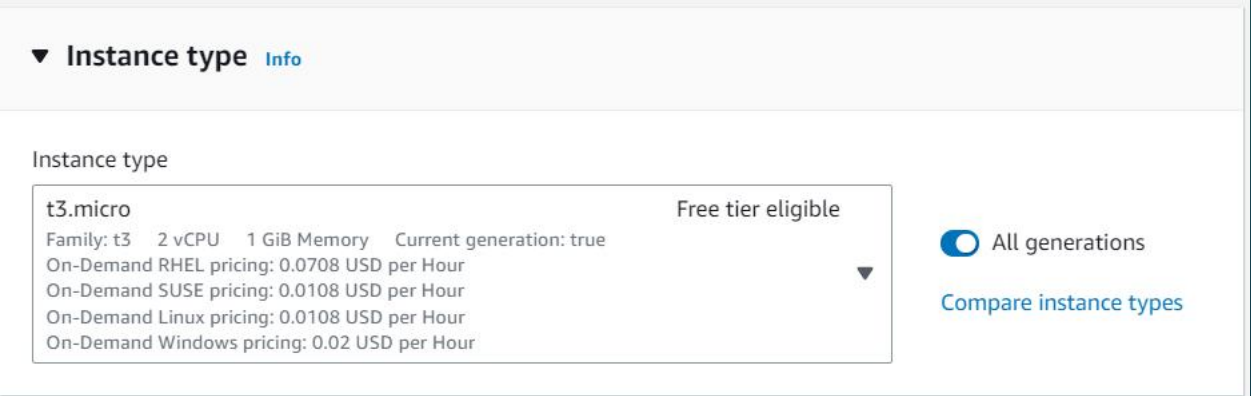 Instance type Info
Instance type
t3.micro Free tier eligible
Family: t3 2 vCPU 1 GiB Memory Current generation: true
On-Demand RHEL pricing: 0.0708 USD per Hour
On-Demand SUSE pricing: 0.0108 USD per Hour
On-Demand Linux pricing: 0.0108 USD per Hour
On-Demand Windows pricing: 0.02 USD per Hour
All generations
Compare instance types